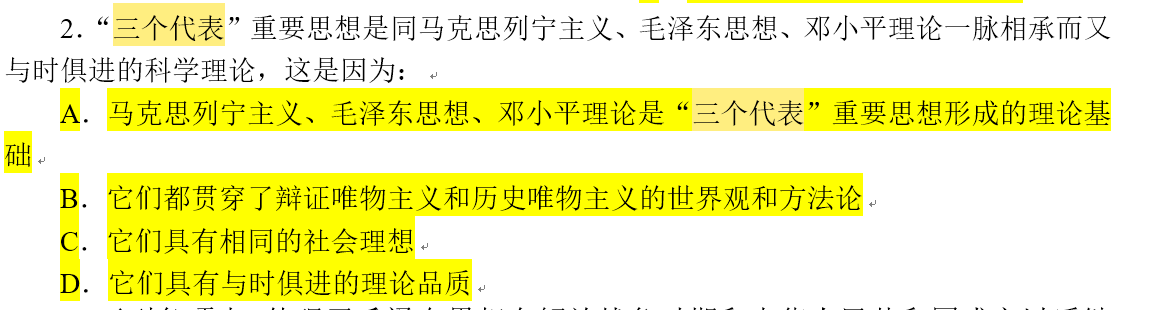 2.“三个代表”重要思想是同马克思列宁主义、毛泽东思想、邓小平理论一脉相承而又
与时俱进的科学理论，这是因为：
A．马克思列宁主义、毛泽东思想、邓小平理论是“三个代表”重要思想形成的理论基
础
B．它们都贯穿了辩证唯物主义和历史唯物主义的世界观和方法论
C．它们具有相同的社会理想
D．它们具有与时俱进的理论品质